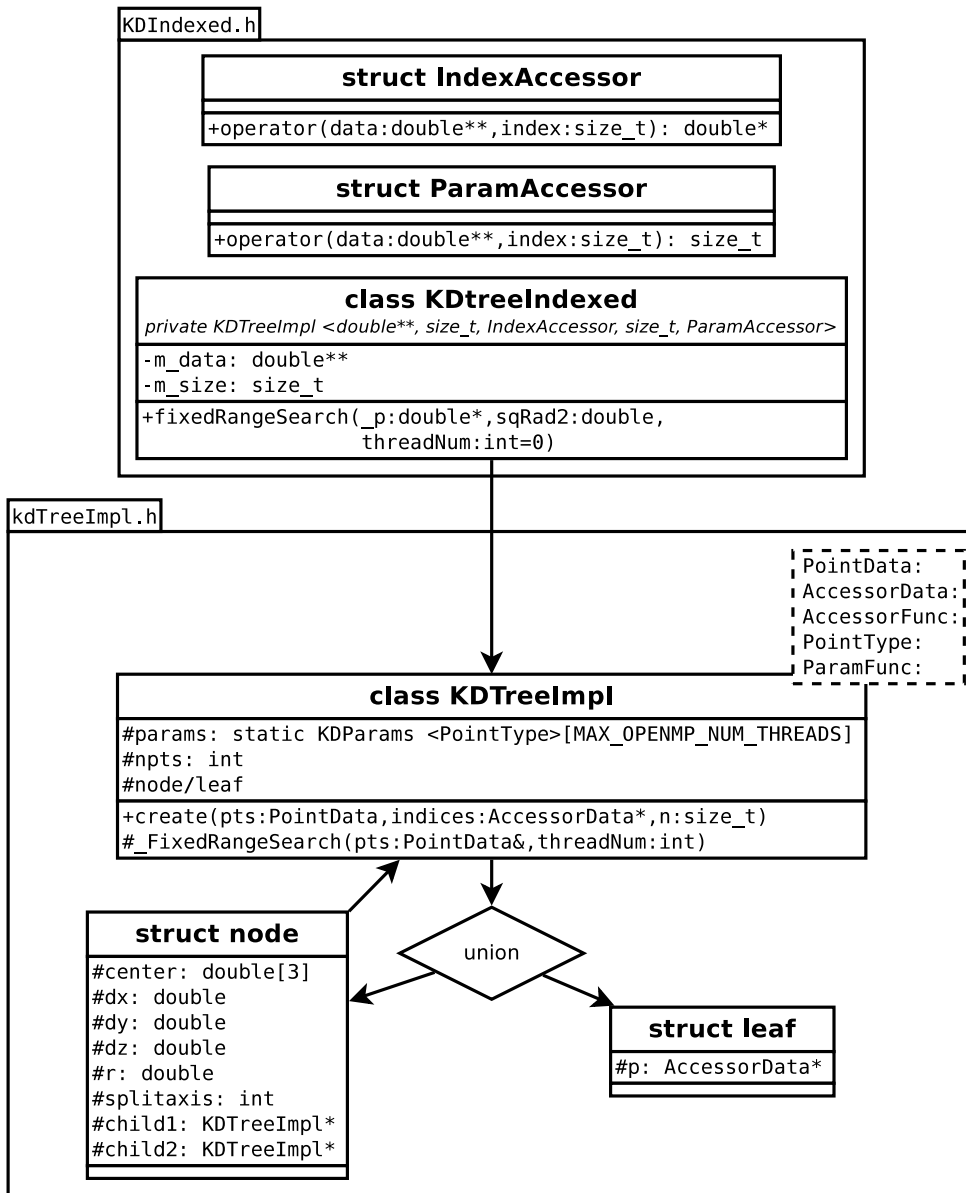 KDIndexed.h
struct IndexAccessor
+operator(data:double**,index:size_t): double*
struct ParamAccessor
+operator(data:double**,index:size_t): size_t
class KDtreeIndexed
private KDTreeImpl <double**, size_t, IndexAccessor, size_t, ParamAccessor>
-m_data: double**
-m_size: size_t
+fixedRangeSearch(_p:double*,sqRad2:double,
threadNum:int=0)
kdTreeImpl.h
PointData:
AccessorData:
AccessorFunc:
PointType:
ParamFunc:
class KDTreeImpl
#params: static KDParams <PointType>[MAX_OPENMP_NUM_THREADS]
#npts: int
#node/leaf
+create(pts:PointData,indices:AccessorData*,n:size_t)
#_FixedRangeSearch(pts:PointData&,threadNum:int)
union
struct node
#center: double[3]
#dx: double
#dy: double
#dz: double
#r: double
#splitaxis: int
#child1: KDTreeImpl*
#child2: KDTreeImpl*
struct leaf
#p: AccessorData*